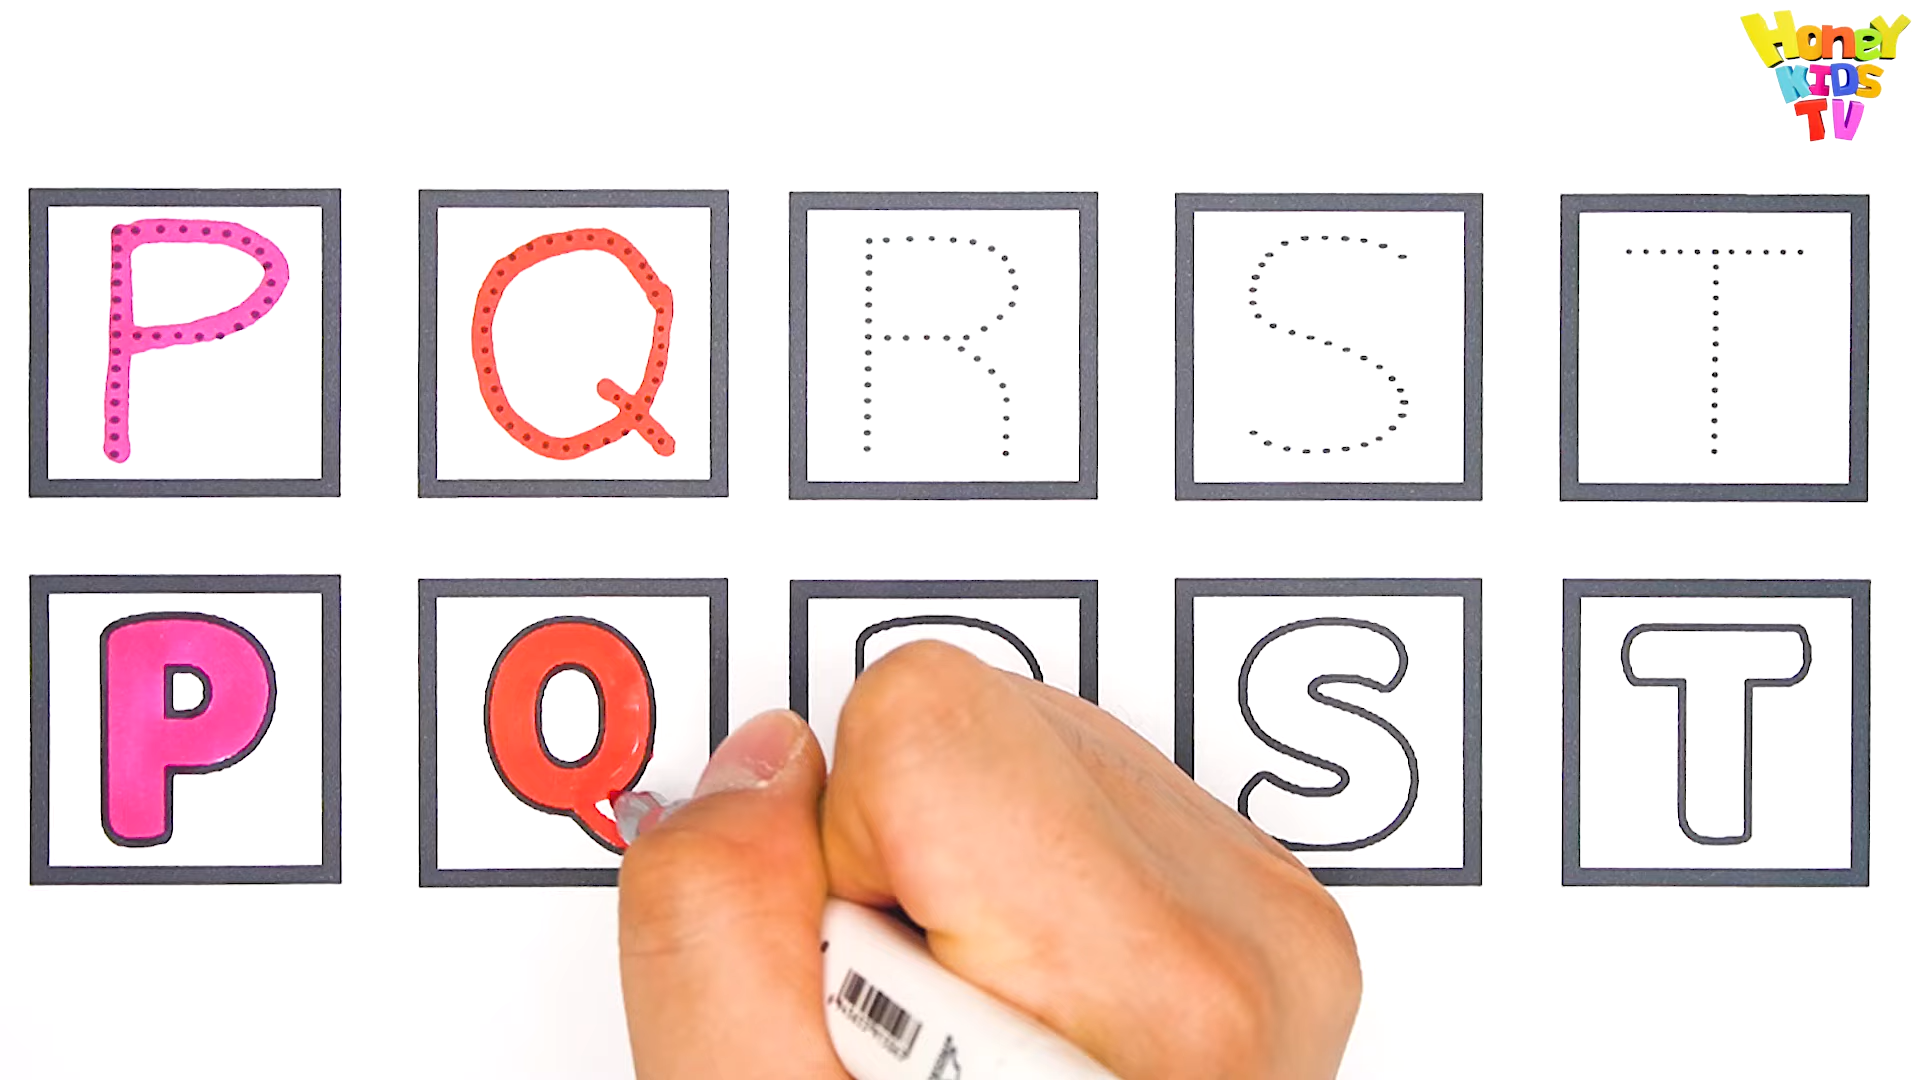 HONEY
KIDS
TV
P Q R S T
P Q R S T